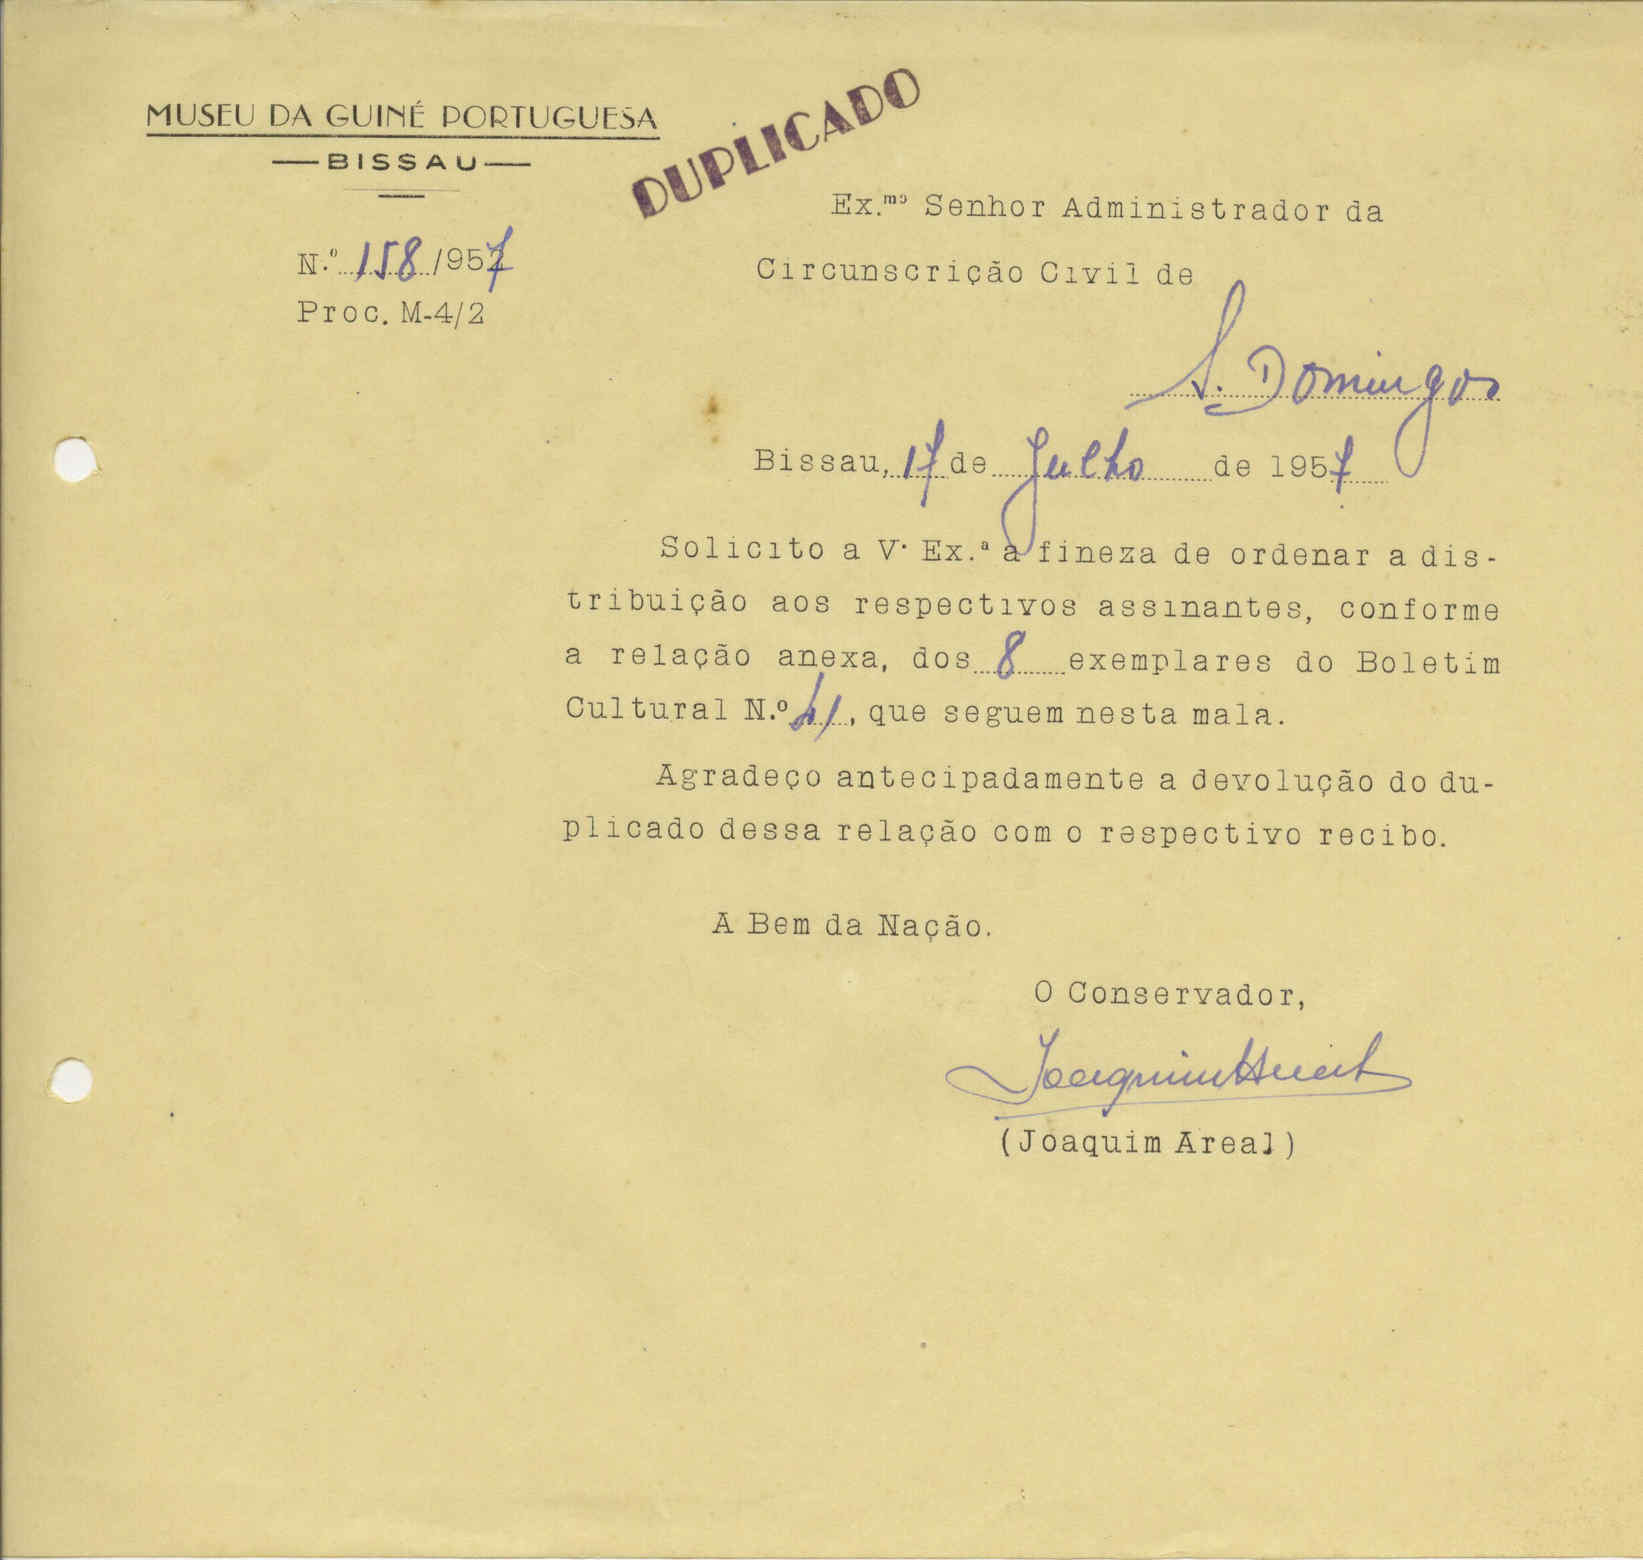 MUSEU DA GUINÉ PORTUGUESA
— BISSAU —
DUPLICADO
N.º 158/957
Proc. M-4/2
Ex.mo Senhor Administrador da
Circunscrição Civil de
S. Domingos
Bissau, 17 de Julho de 1957
Solicito a V. Ex.ª a fineza de ordenar a dis-
tribuição aos respectivos assinantes, conforme
a relação anexa, dos 8 exemplares do Boletim
Cultural N.º 41, que seguem nesta mala.
Agradeço antecipadamente a devolução do du-
plicado dessa relação com o respectivo recibo.
A Bem da Nação.
O Conservador,
Joaquim Areal
(Joaquim Areal)